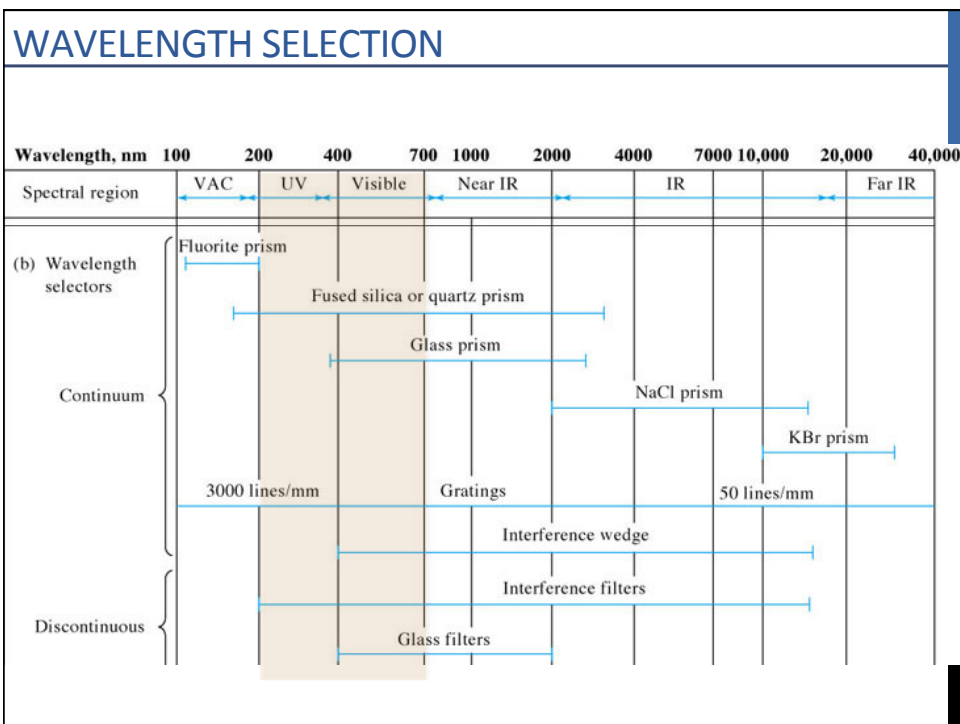 WAVELENGTH SELECTION
Wavelength, nm 100 200 400 700 1000 2000 4000 7000 10,000 20,000 40,000
Spectral region VAC UV Visible Near IR IR Far IR
Fluorite prism
(b) Wavelength
selectors
Fused silica or quartz prism
Glass prism
Continuum
NaCl prism
KBr prism
3000 lines/mm Gratings 50 lines/mm
Interference wedge
Interference filters
Discontinuous
Glass filters